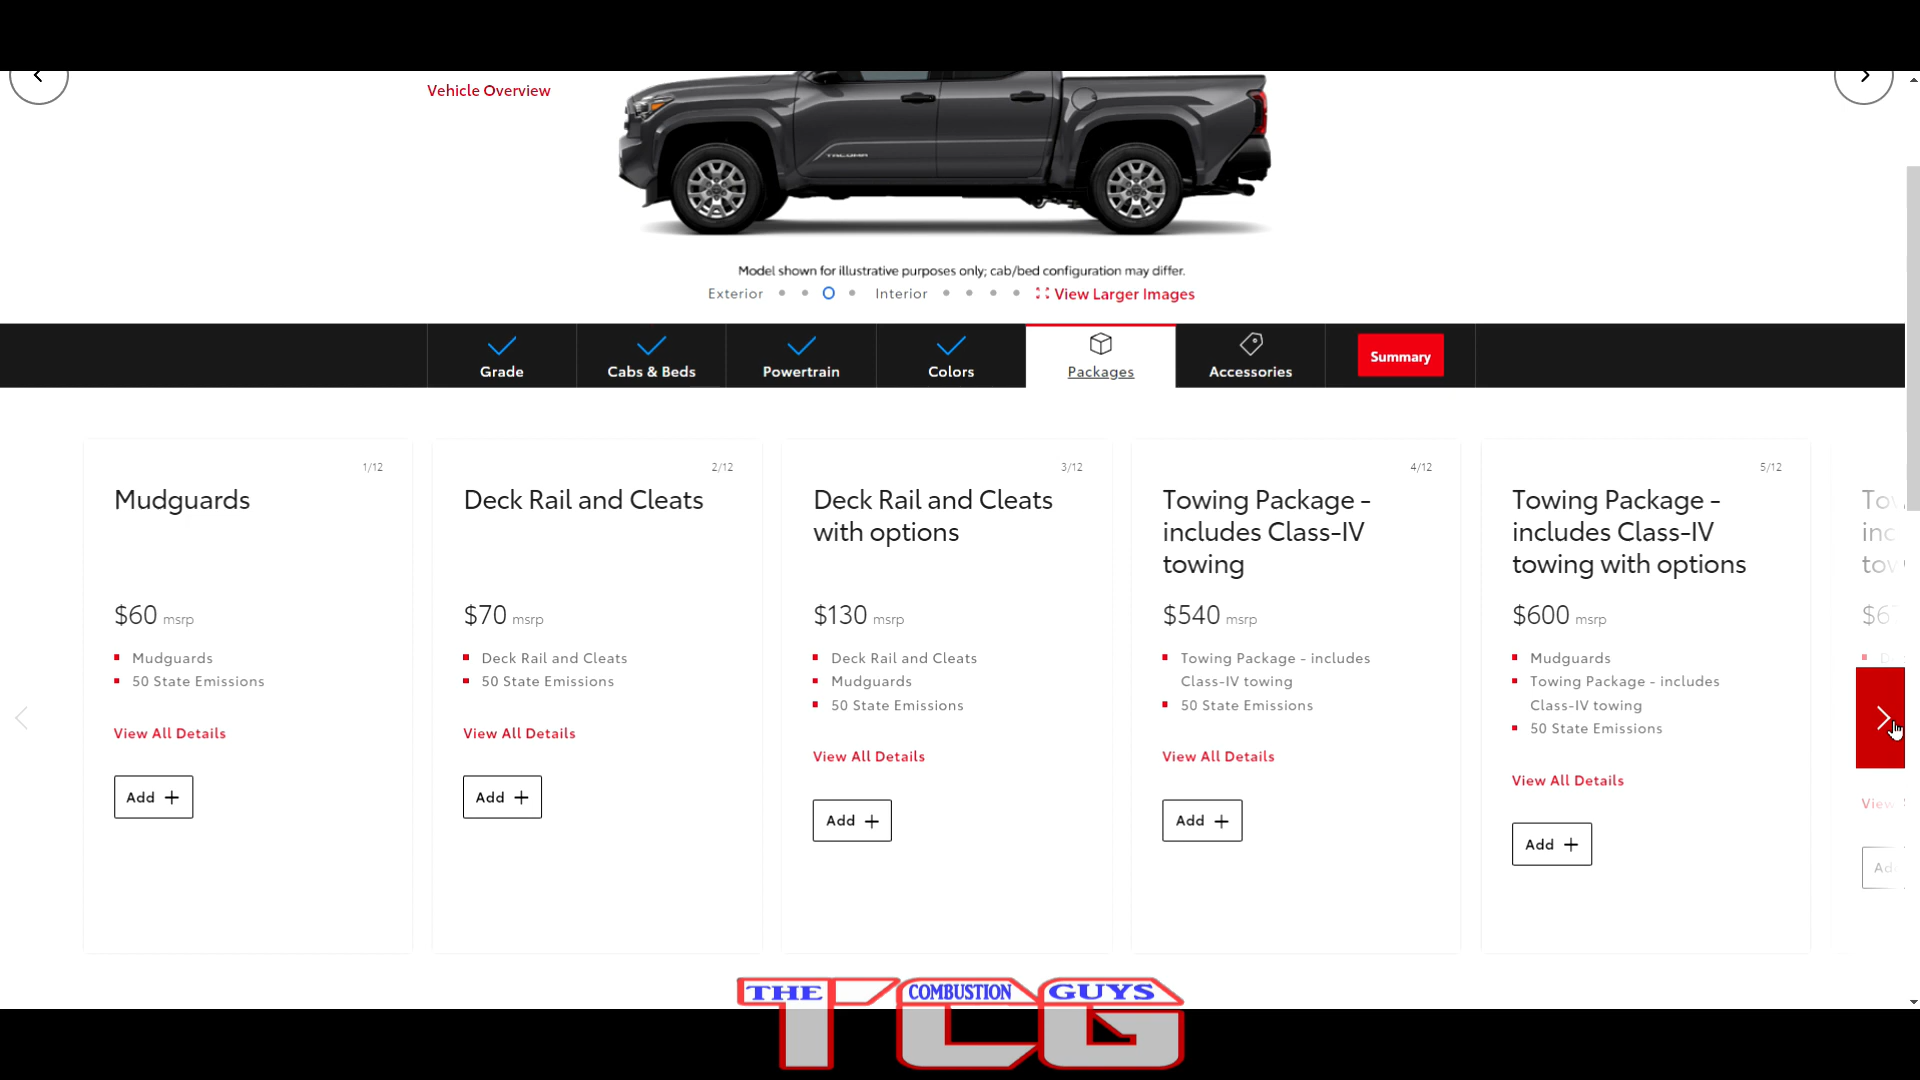 Vehicle Overview
TACOMA
Model shown for illustrative purposes only; cab/bed configuration may differ.
Exterior
Interior
View Larger Images
Grade
Cabs & Beds
Powertrain
Colors
Packages
Accessories
Summary
1/12
Mudguards
$60 msrp
Mudguards
50 State Emissions
View All Details
Add +
2/12
Deck Rail and Cleats
$70 msrp
Deck Rail and Cleats
50 State Emissions
View All Details
Add +
3/12
Deck Rail and Cleats
with options
$130 msrp
Deck Rail and Cleats
Mudguards
50 State Emissions
View All Details
Add +
4/12
Towing Package -
includes Class-IV
towing
$540 msrp
Towing Package - includes
Class-IV towing
50 State Emissions
View All Details
Add +
5/12
Towing Package -
includes Class-IV
towing with options
$600 msrp
Mudguards
Towing Package - includes
Class-IV towing
50 State Emissions
View All Details
Add +
View
THE COMBUSTION GUYS
TCG